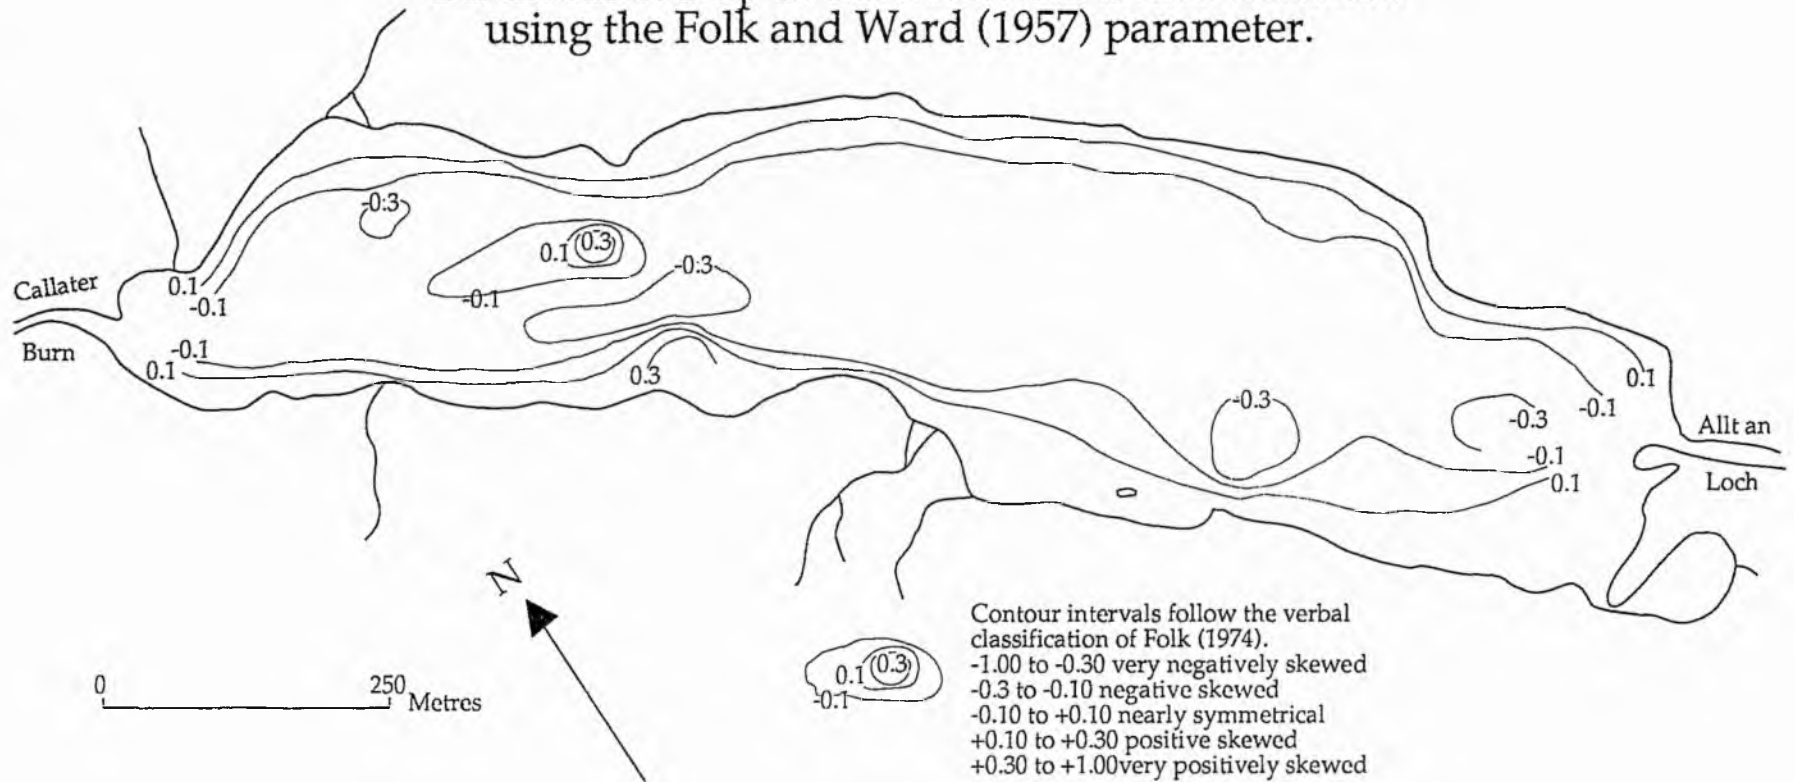 using the Folk and Ward (1957) parameter.
-0.3
0.1
0.3
-0.3
-0.1
Callater
0.1
-0.1
Burn
-0.1
0.1
0.3
0.1
-0.1
-0.3
-0.3
-0.1
0.1
Allt an
Loch
N
0
250
Metres
0.1
0.3
-0.1
Contour intervals follow the verbal
classification of Folk (1974).
-1.00 to -0.30 very negatively skewed
-0.3 to -0.10 negative skewed
-0.10 to +0.10 nearly symmetrical
+0.10 to +0.30 positive skewed
+0.30 to +1.00very positively skewed